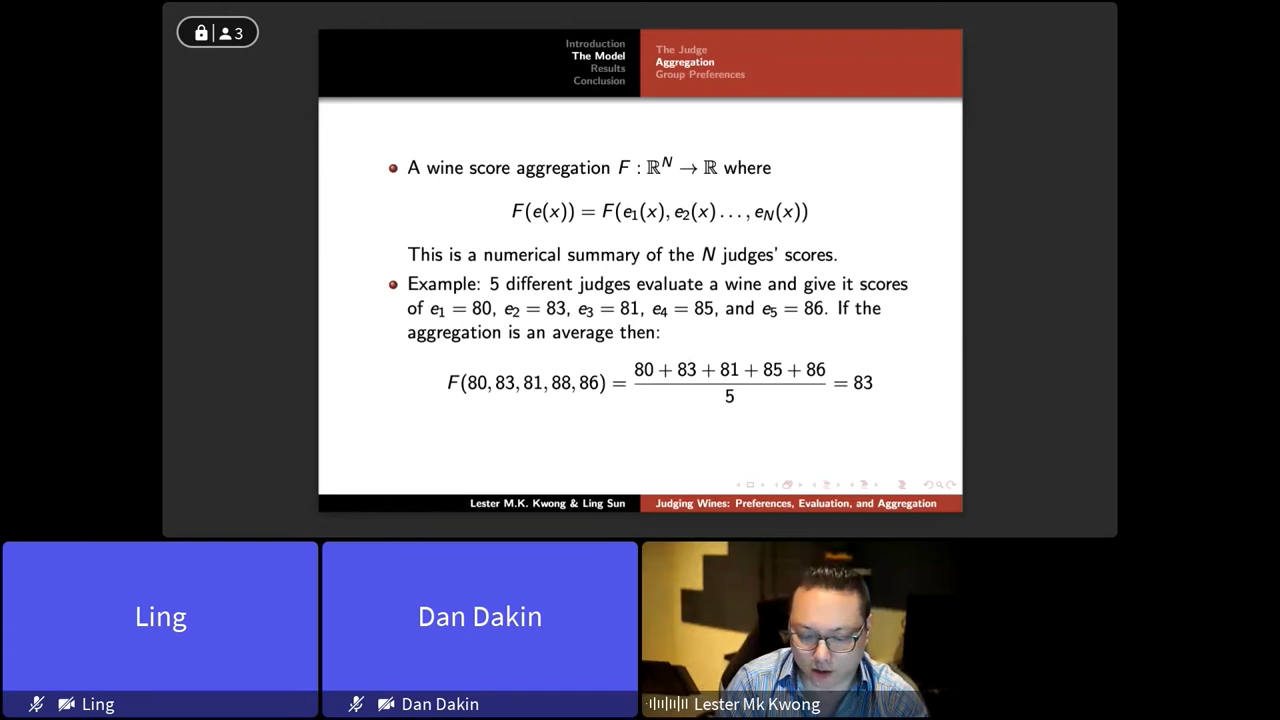 3
Introduction
The Model
Results
Conclusion
The Judge
Aggregation
Group Preferences
A wine score aggregation F : ℝᴺ → ℝ where
F(e(x)) = F(e₁(x), e₂(x) . . . , e_N(x))
This is a numerical summary of the N judges' scores.
Example: 5 different judges evaluate a wine and give it scores
of e₁ = 80, e₂ = 83, e₃ = 81, e₄ = 85, and e₅ = 86. If the
aggregation is an average then:
F(80, 83, 81, 88, 86) = (80 + 83 + 81 + 85 + 86)/5 = 83
Lester M.K. Kwong & Ling Sun
Judging Wines: Preferences, Evaluation, and Aggregation
Ling
Dan Dakin
Ling
Dan Dakin
Lester Mk Kwong